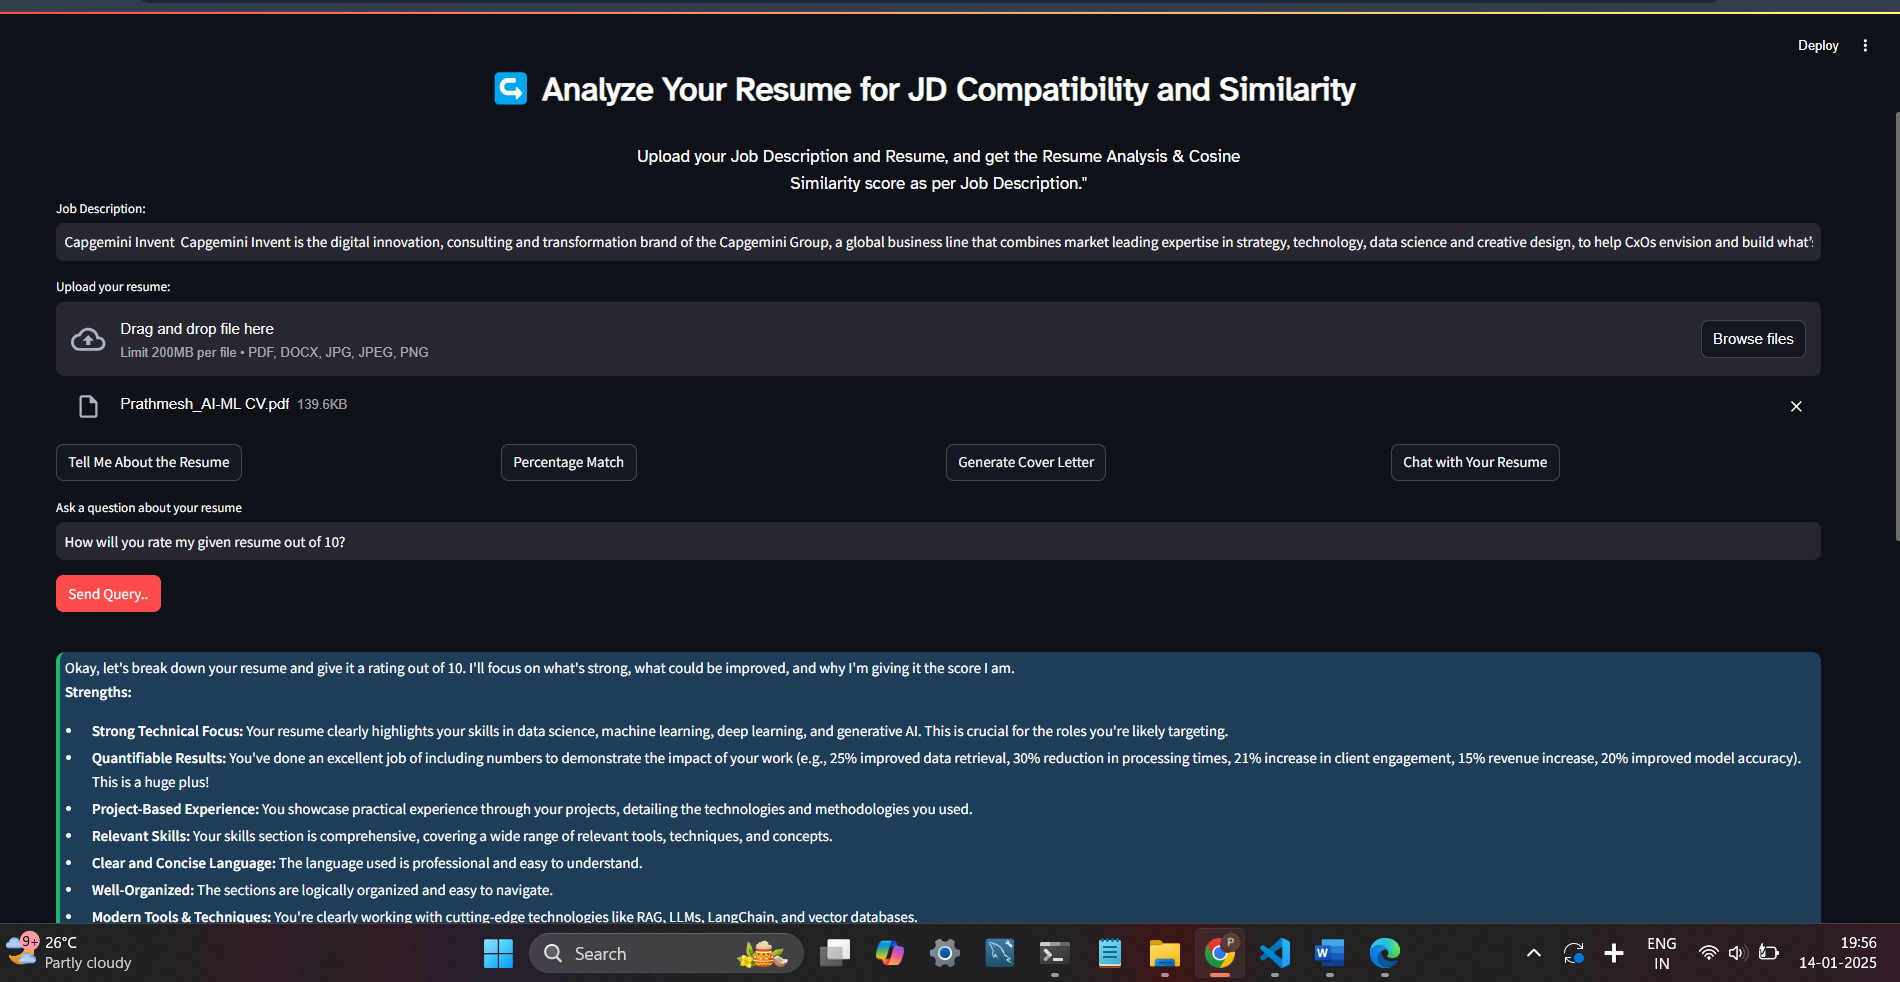 Deploy
Analyze Your Resume for JD Compatibility and Similarity
Upload your Job Description and Resume, and get the Resume Analysis & Cosine
Similarity score as per Job Description."
Job Description:
Capgemini Invent  Capgemini Invent is the digital innovation, consulting and transformation brand of the Capgemini Group, a global business line that combines market leading expertise in strategy, technology, data science and creative design, to help CxOs envision and build what's
Upload your resume:
Drag and drop file here
Limit 200MB per file • PDF, DOCX, JPG, JPEG, PNG
Browse files
Prathmesh_AI-ML CV.pdf 139.6KB
Tell Me About the Resume
Percentage Match
Generate Cover Letter
Chat with Your Resume
Ask a question about your resume
How will you rate my given resume out of 10?
Send Query..
Okay, let's break down your resume and give it a rating out of 10. I'll focus on what's strong, what could be improved, and why I'm giving it the score I am.
Strengths:
• Strong Technical Focus: Your resume clearly highlights your skills in data science, machine learning, deep learning, and generative AI. This is crucial for the roles you're likely targeting.
• Quantifiable Results: You've done an excellent job of including numbers to demonstrate the impact of your work (e.g., 25% improved data retrieval, 30% reduction in processing times, 21% increase in client engagement, 15% revenue increase, 20% improved model accuracy).
This is a huge plus!
• Project-Based Experience: You showcase practical experience through your projects, detailing the technologies and methodologies you used.
• Relevant Skills: Your skills section is comprehensive, covering a wide range of relevant tools, techniques, and concepts.
• Clear and Concise Language: The language used is professional and easy to understand.
• Well-Organized: The sections are logically organized and easy to navigate.
• Modern Tools & Techniques: You're clearly working with cutting-edge technologies like RAG, LLMs, LangChain, and vector databases.
9+
26°C
Partly cloudy
Search
P
W
ENG
IN
19:56
14-01-2025